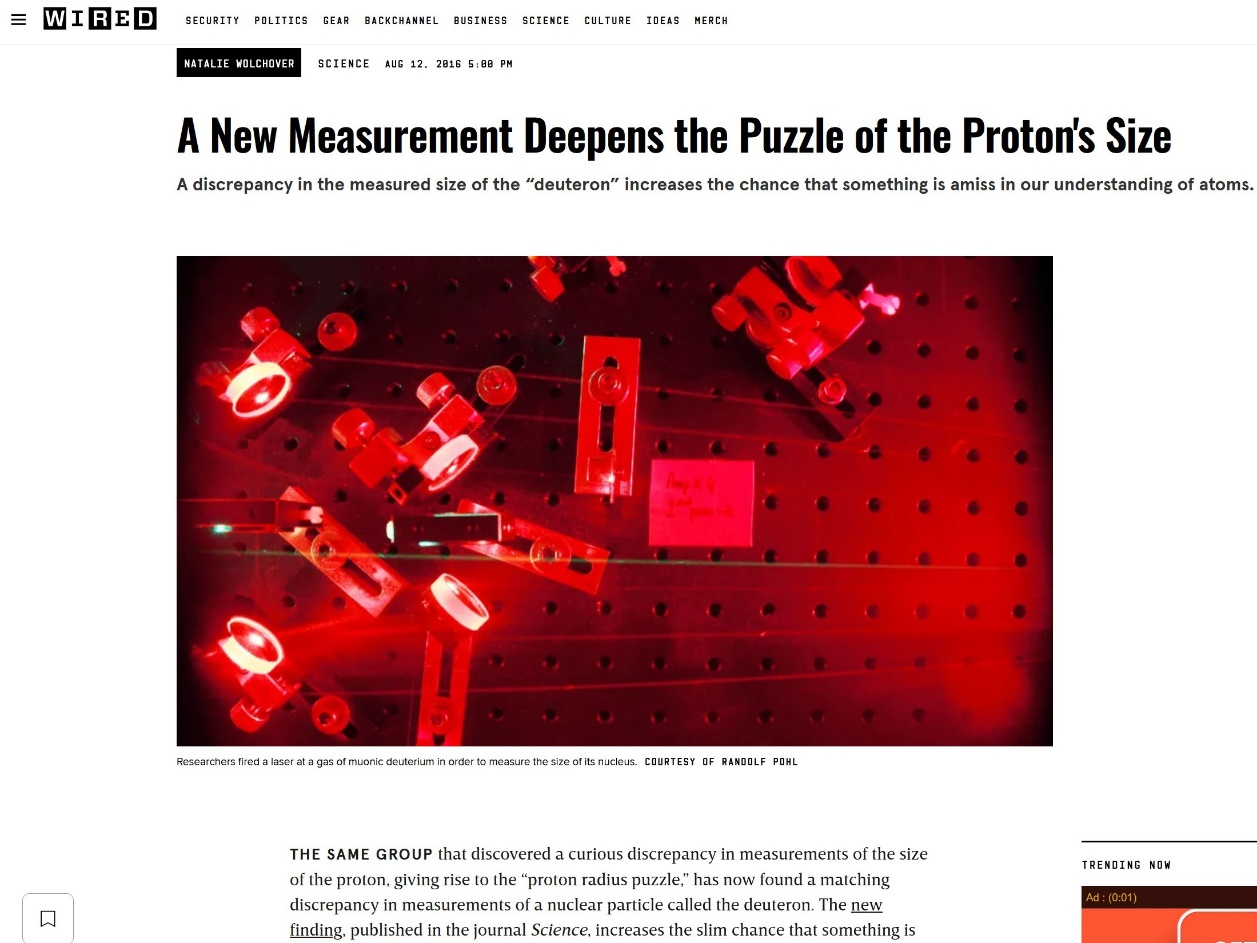 WIRED
SECURITY POLITICS GEAR BACKCHANNEL BUSINESS SCIENCE CULTURE IDEAS MERCH
NATALIE WOLCHOVER SCIENCE AUG 12, 2016 5:00 PM
A New Measurement Deepens the Puzzle of the Proton's Size
A discrepancy in the measured size of the “deuteron” increases the chance that something is amiss in our understanding of atoms.
Researchers fired a laser at a gas of muonic deuterium in order to measure the size of its nucleus. COURTESY OF RANDOLF POHL
THE SAME GROUP that discovered a curious discrepancy in measurements of the size
of the proton, giving rise to the “proton radius puzzle,” has now found a matching
discrepancy in measurements of a nuclear particle called the deuteron. The new
finding, published in the journal Science, increases the slim chance that something is
TRENDING NOW
Ad : (0:01)